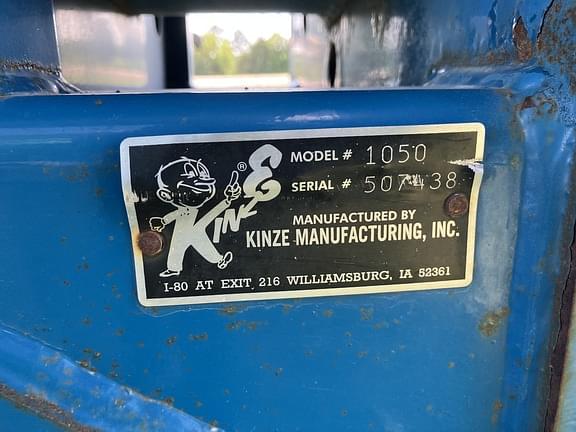 KINZE ®
MODEL # 1050
SERIAL # 507438
MANUFACTURED BY
KINZE MANUFACTURING, INC.
I-80 AT EXIT 216 WILLIAMSBURG, IA 52361